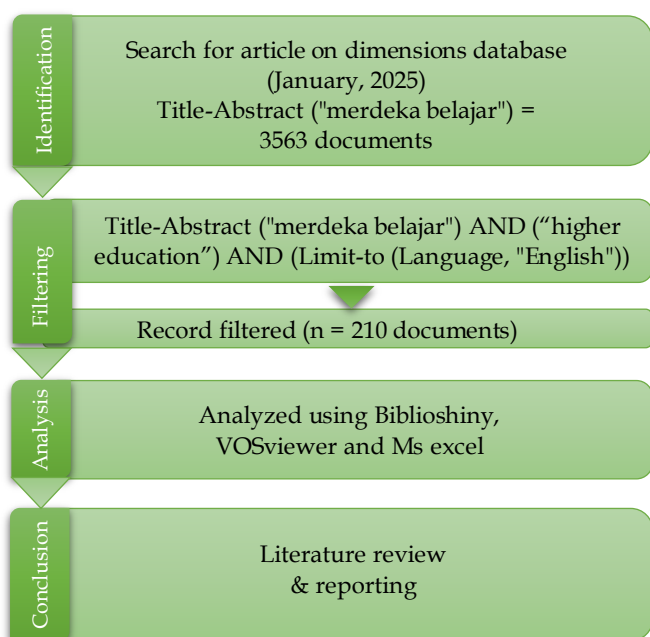 Identification
Search for article on dimensions database
(January, 2025)
Title-Abstract ("merdeka belajar") =
3563 documents
Filtering
Title-Abstract ("merdeka belajar") AND (“higher
education”) AND (Limit-to (Language, "English"))
Record filtered (n = 210 documents)
Analysis
Analyzed using Biblioshiny,
VOSviewer and Ms excel
Conclusion
Literature review
& reporting